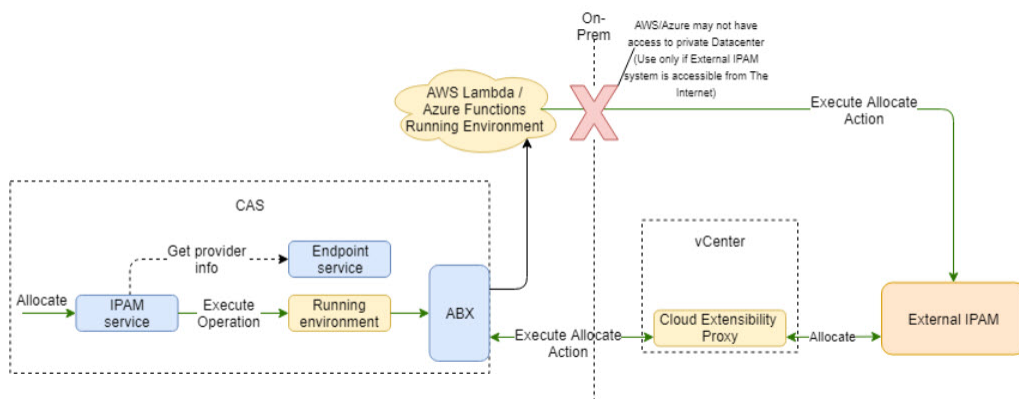 On-
Prem
AWS/Azure may not have
access to private Datacenter
(Use only if External IPAM
system is accessible from The
Internet)
AWS Lambda /
Azure Functions
Running Environment
Execute Allocate
Action
CAS
Get provider
info
Endpoint
service
vCenter
Allocate
IPAM
service
Execute
Operation
Running
environment
ABX
Execute Allocate
Action
Cloud Extensibility
Proxy
Allocate
External IPAM